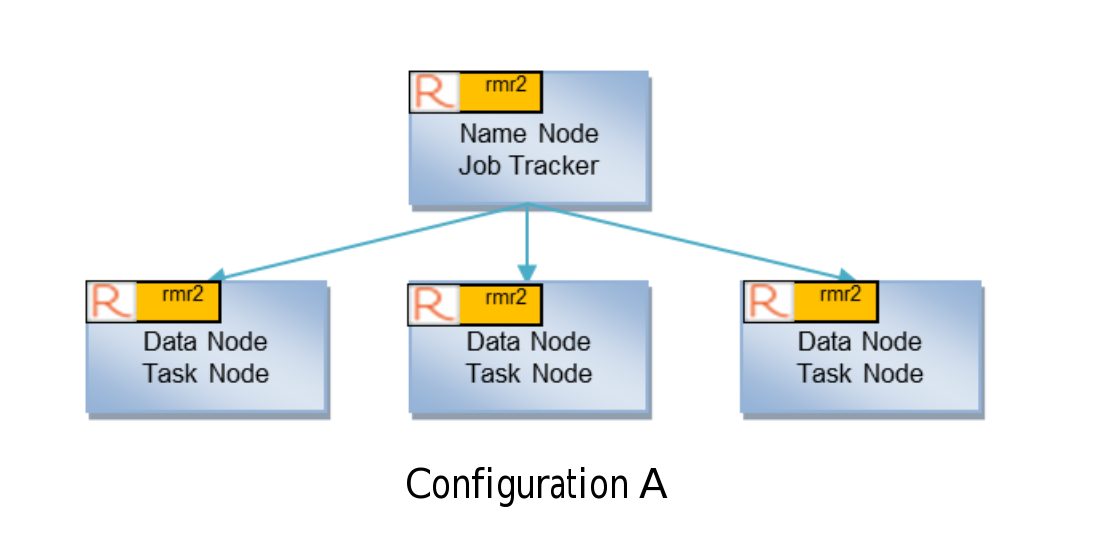 R rmr2
Name Node
Job Tracker
R rmr2
Data Node
Task Node
R rmr2
Data Node
Task Node
R rmr2
Data Node
Task Node
Configuration A